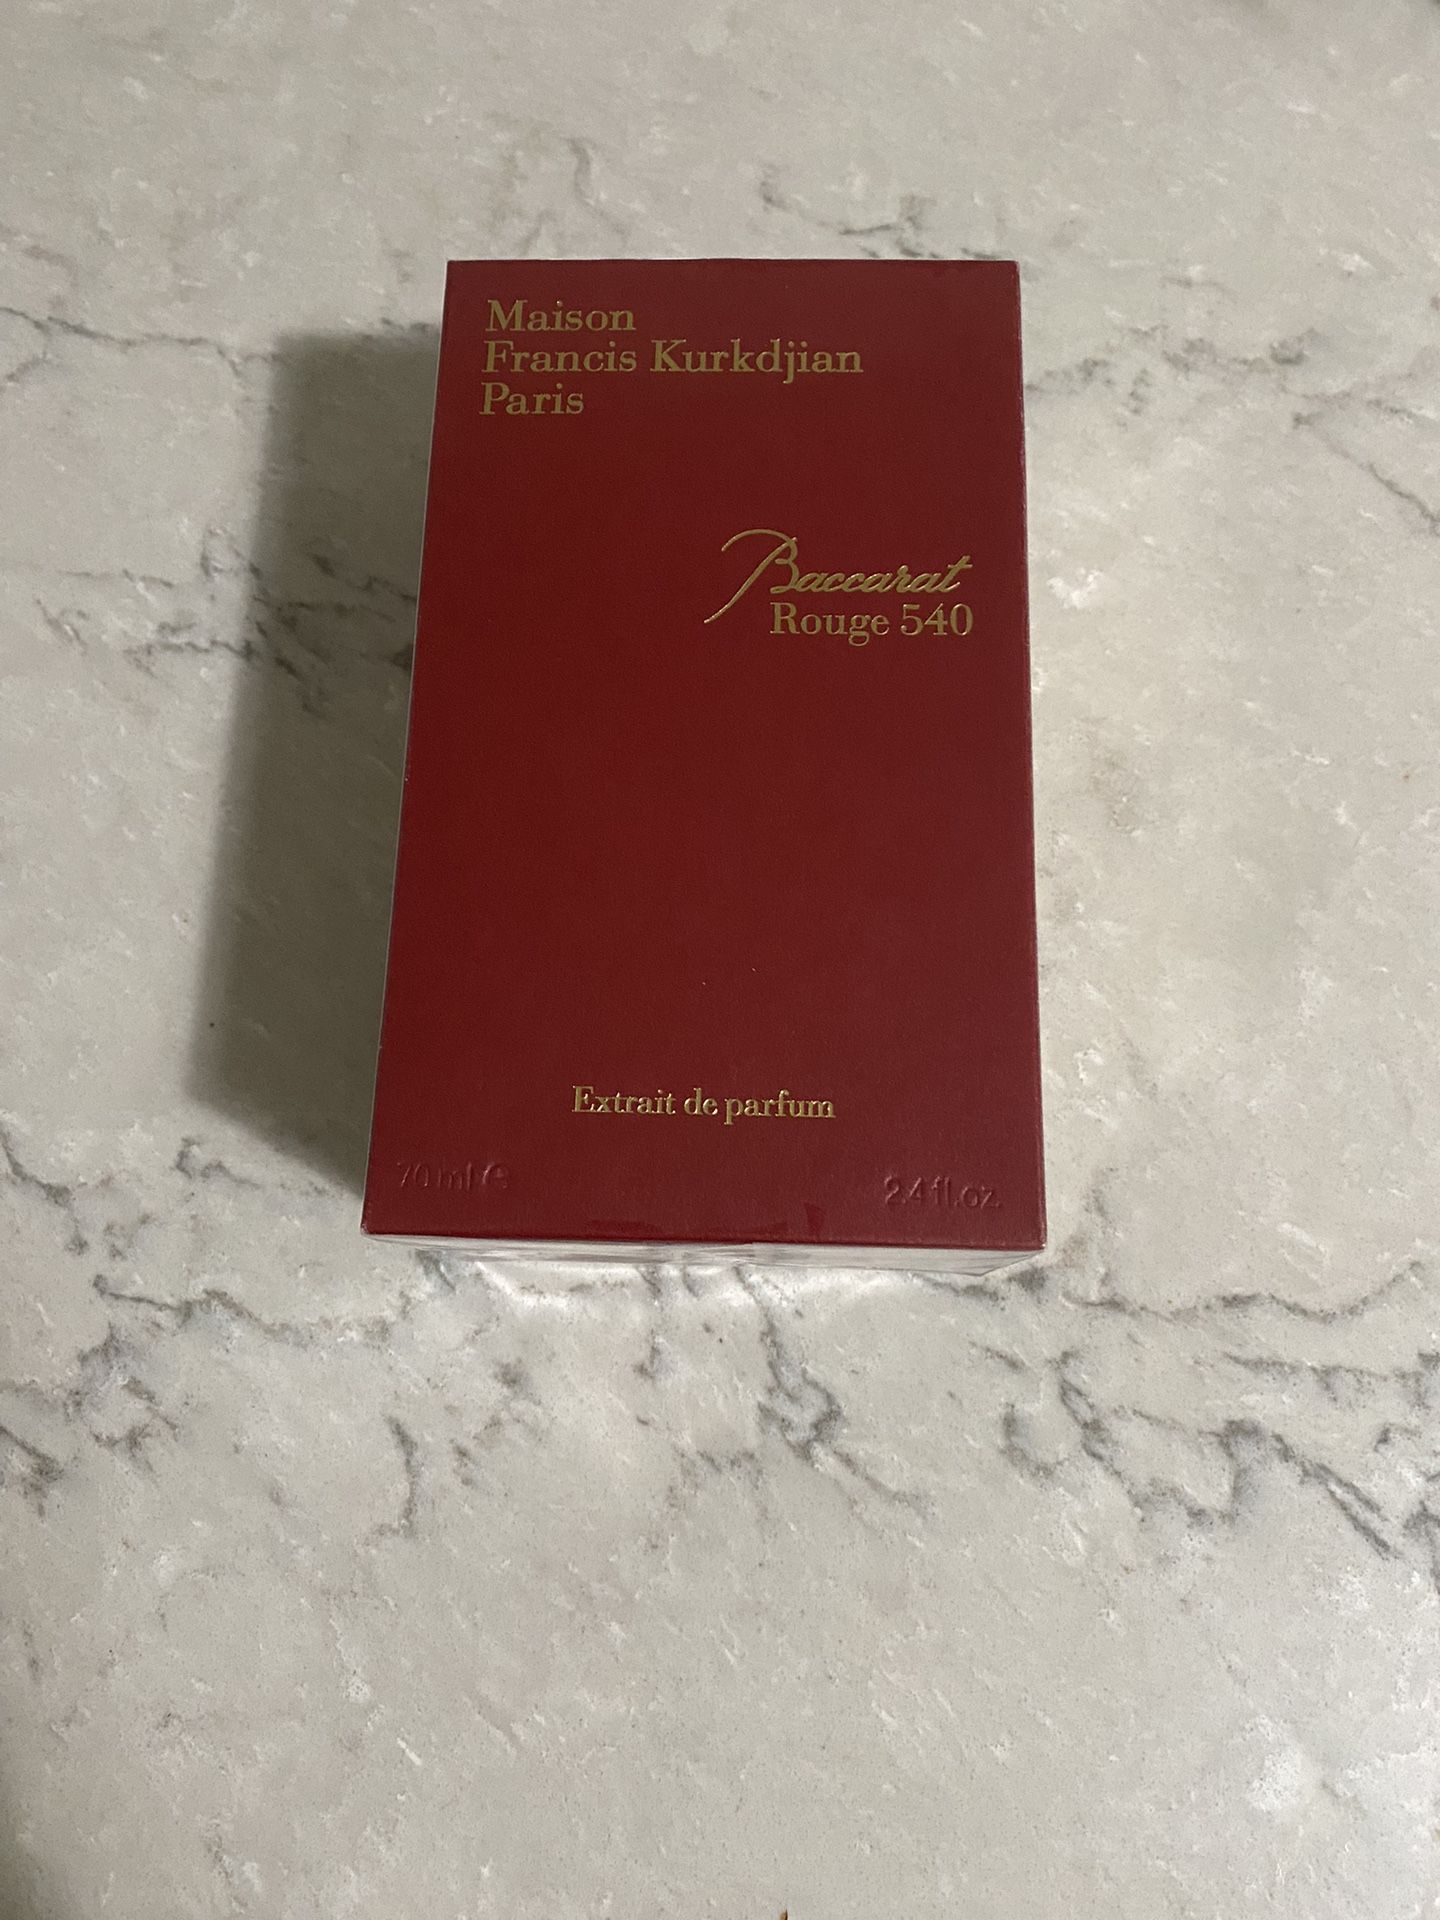 Maison
Francis Kurkdjian
Paris
Baccarat
Rouge 540
Extrait de parfum
70 ml ℮
2.4 fl.oz.